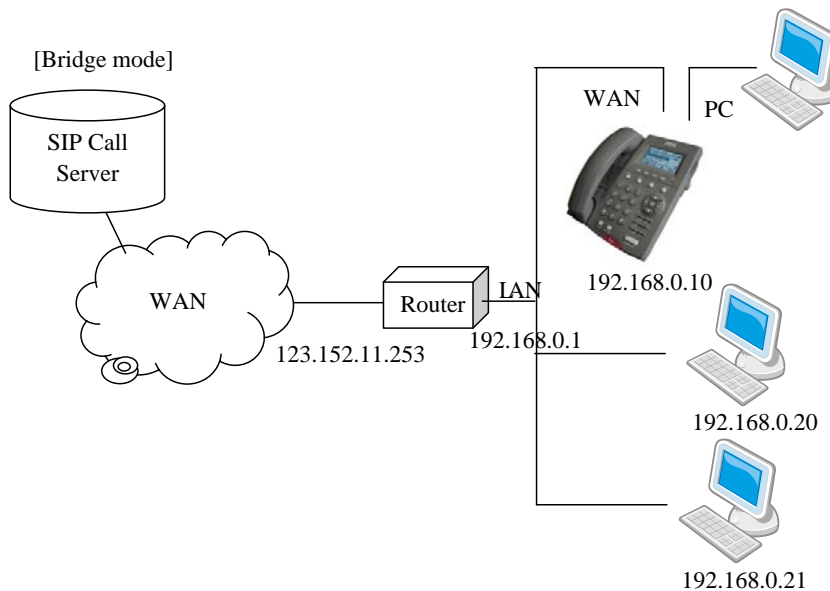 [Bridge mode]
SIP Call
Server
WAN
Router
123.152.11.253
IAN
192.168.0.1
WAN
PC
192.168.0.10
192.168.0.20
192.168.0.21